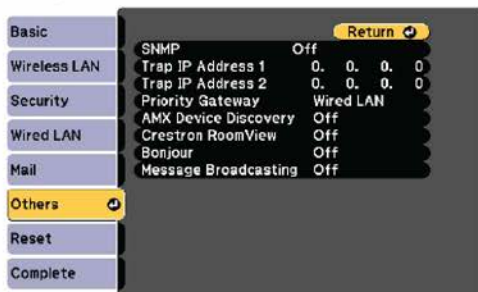 Basic
Wireless LAN
Security
Wired LAN
Mail
Others
Reset
Complete
Return
SNMP Off
Trap IP Address 1 0. 0. 0. 0
Trap IP Address 2 0. 0. 0. 0
Priority Gateway Wired LAN
AMX Device Discovery Off
Crestron RoomView Off
Bonjour Off
Message Broadcasting Off